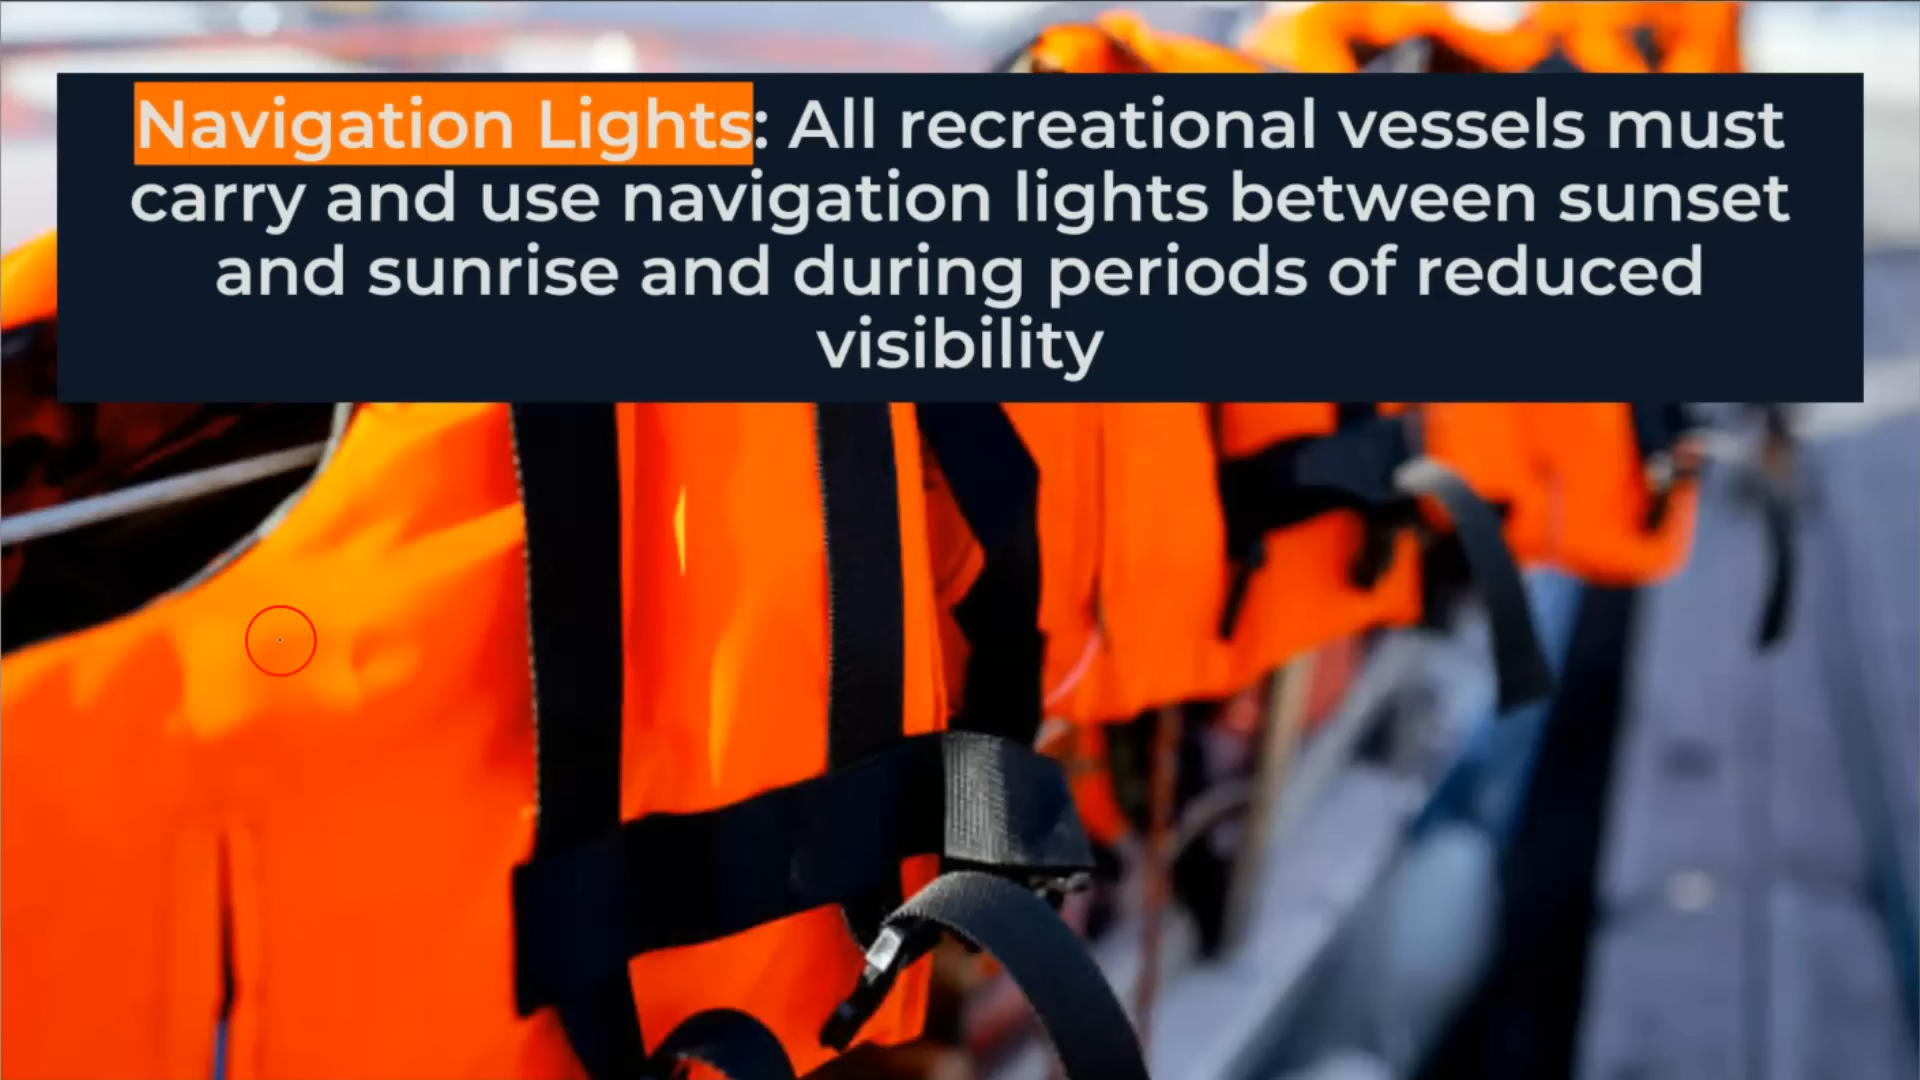 Navigation Lights: All recreational vessels must
carry and use navigation lights between sunset
and sunrise and during periods of reduced
visibility